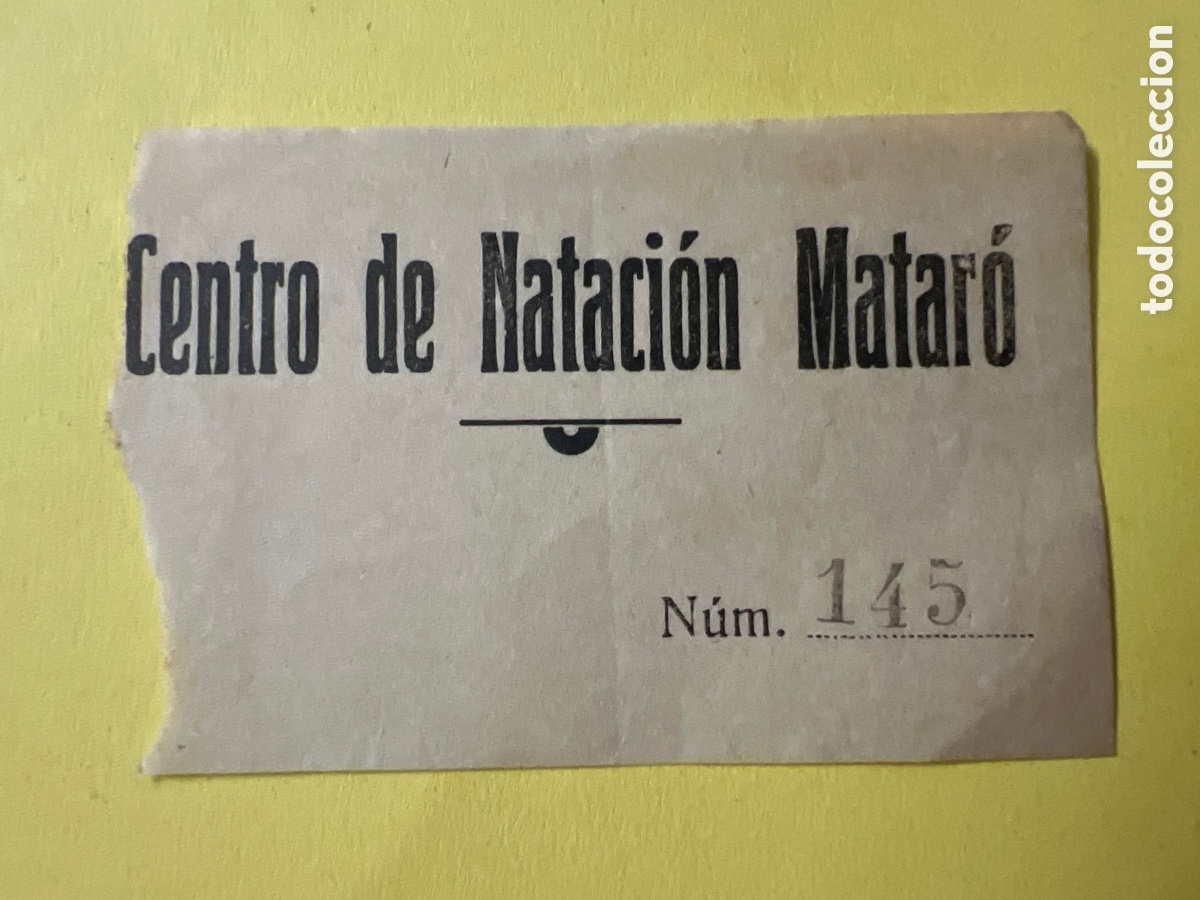 Centro de Natación Mataró
Núm. 145
todocoleccion